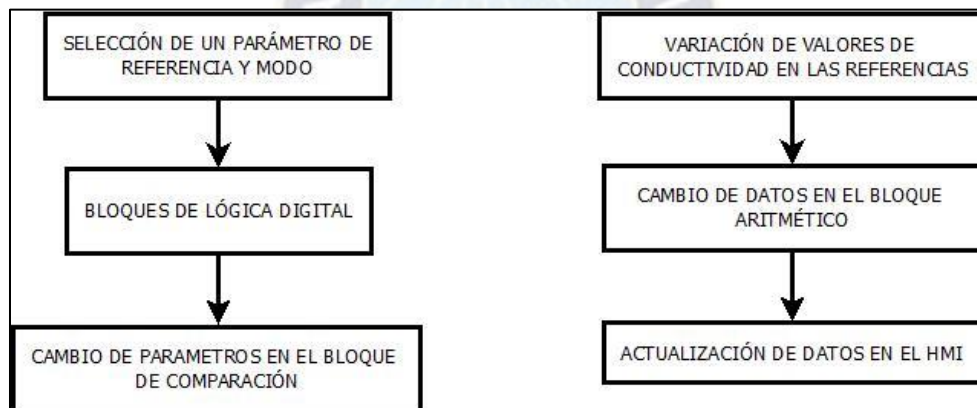 SELECCIÓN DE UN PARÁMETRO DE
REFERENCIA Y MODO
BLOQUES DE LÓGICA DIGITAL
CAMBIO DE PARAMETROS EN EL BLOQUE
DE COMPARACIÓN
VARIACIÓN DE VALORES DE
CONDUCTIVIDAD EN LAS REFERENCIAS
CAMBIO DE DATOS EN EL BLOQUE
ARITMÉTICO
ACTUALIZACIÓN DE DATOS EN EL HMI